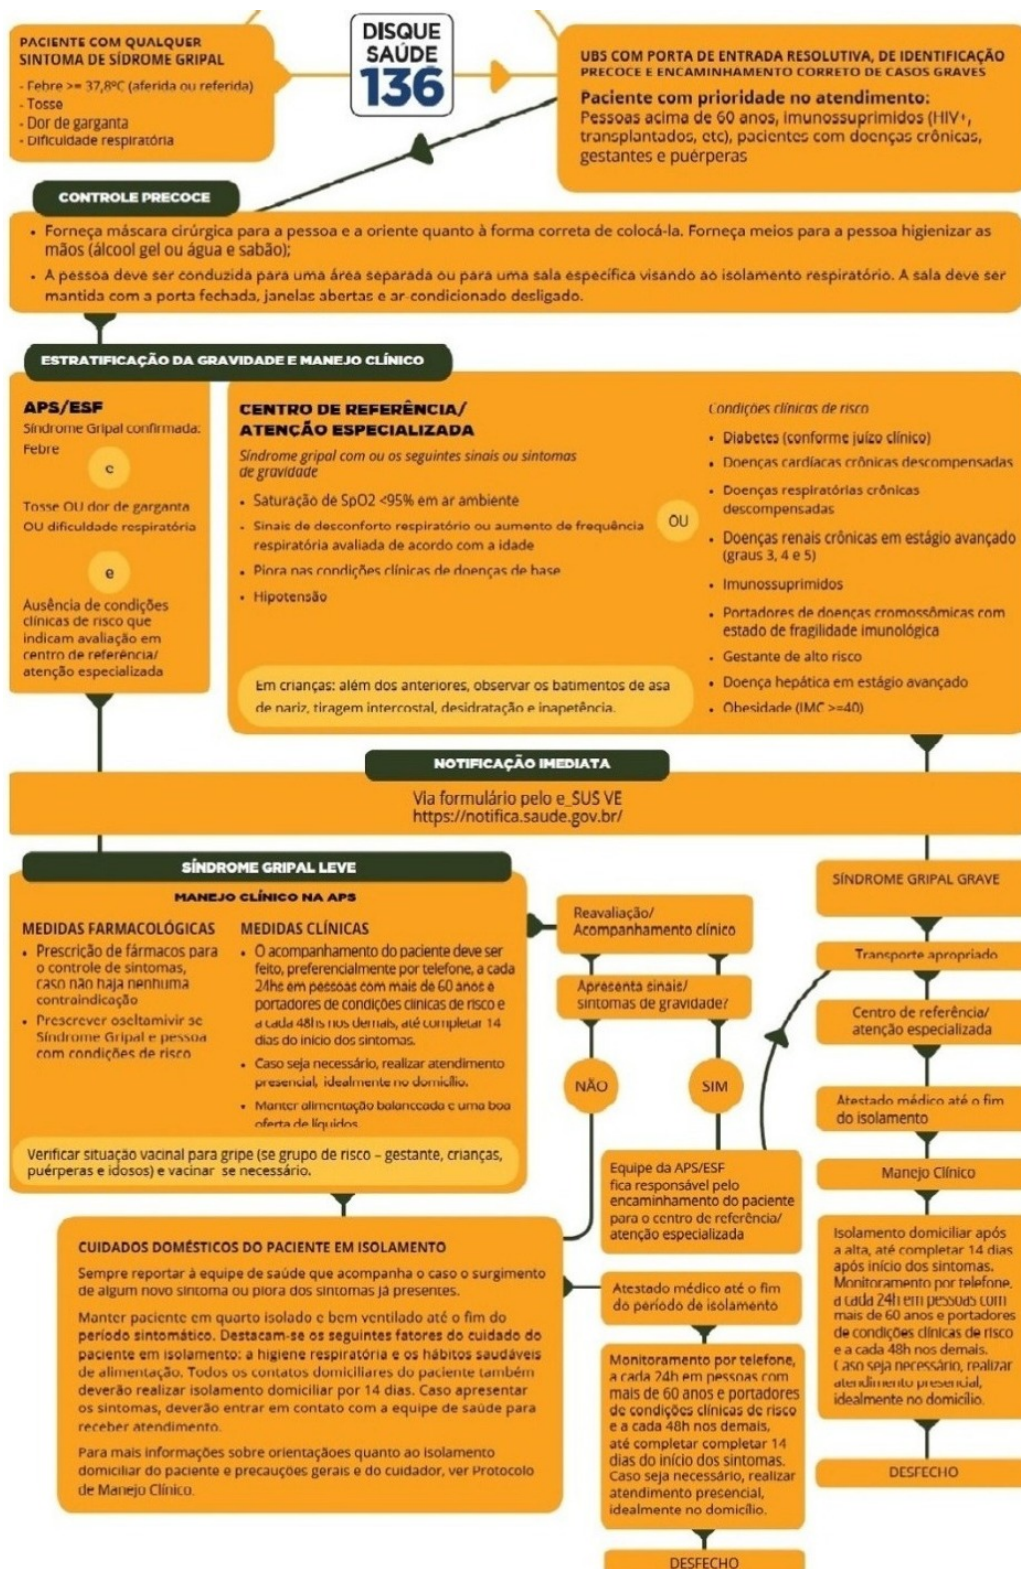 PACIENTE COM QUALQUER
SINTOMA DE SÍDROME GRIPAL
- Febre >= 37,8ºC (aferida ou referida)
- Tosse
- Dor de garganta
- Dificuldade respiratória
DISQUE
SAÚDE
136
UBS COM PORTA DE ENTRADA RESOLUTIVA, DE IDENTIFICAÇÃO
PRECOCE E ENCAMINHAMENTO CORRETO DE CASOS GRAVES
Paciente com prioridade no atendimento:
Pessoas acima de 60 anos, imunossuprimidos (HIV+,
transplantados, etc), pacientes com doenças crônicas,
gestantes e puérperas
CONTROLE PRECOCE
• Forneça máscara cirúrgica para a pessoa e a oriente quanto à forma correta de colocá-la. Forneça meios para a pessoa higienizar as
mãos (álcool gel ou água e sabão);
• A pessoa deve ser conduzida para uma área separada ou para uma sala específica visando ao isolamento respiratório. A sala deve ser
mantida com a porta fechada, janelas abertas e ar-condicionado desligado.
ESTRATIFICAÇÃO DA GRAVIDADE E MANEJO CLÍNICO
APS/ESF
Síndrome Gripal confirmada:
Febre
e
Tosse OU dor de garganta
OU dificuldade respiratória
e
Ausência de condições
clínicas de risco que
indicam avaliação em
centro de referência/
atenção especializada
CENTRO DE REFERÊNCIA/
ATENÇÃO ESPECIALIZADA
Síndrome gripal com ou os seguintes sinais ou sintomas
de gravidade
• Saturação de SpO2 <95% em ar ambiente
• Sinais de desconforto respiratório ou aumento de frequência
respiratória avaliada de acordo com a idade
• Piora nas condições clínicas de doenças de base
• Hipotensão
Em crianças: além dos anteriores, observar os batimentos de asa
de nariz, tiragem intercostal, desidratação e inapetência.
OU
Condições clínicas de risco
• Diabetes (conforme juízo clínico)
• Doenças cardíacas crônicas descompensadas
• Doenças respiratórias crônicas
descompensadas
• Doenças renais crônicas em estágio avançado
(graus 3, 4 e 5)
• Imunossuprimidos
• Portadores de doenças cromossômicas com
estado de fragilidade imunológica
• Gestante de alto risco
• Doença hepática em estágio avançado
• Obesidade (IMC >=40)
NOTIFICAÇÃO IMEDIATA
Via formulário pelo e_SUS VE
https://notifica.saude.gov.br/
SÍNDROME GRIPAL LEVE
MANEJO CLÍNICO NA APS
MEDIDAS FARMACOLÓGICAS
• Prescrição de fármacos para
o controle de sintomas,
caso não haja nenhuma
contraindicação
• Prescrever oseltamivir se
Síndrome Gripal e pessoa
com condições de risco
MEDIDAS CLÍNICAS
• O acompanhamento do paciente deve ser
feito, preferencialmente por telefone, a cada
24hs em pessoas com mais de 60 anos e
portadores de condições clínicas de risco e
a cada 48hs nos demais, até completar 14
dias do início dos sintomas.
• Caso seja necessário, realizar atendimento
presencial, idealmente no domicílio.
• Manter alimentação balanceada e uma boa
oferta de líquidos
Verificar situação vacinal para gripe (se grupo de risco – gestante, crianças,
puérperas e idosos) e vacinar se necessário.
Reavaliação/
Acompanhamento clínico
Apresenta sinais/
sintomas de gravidade?
NÃO
SIM
Equipe da APS/ESF
fica responsável pelo
encaminhamento do paciente
para o centro de referência/
atenção especializada
SÍNDROME GRIPAL GRAVE
Transporte apropriado
Centro de referência/
atenção especializada
Atestado médico até o fim
do isolamento
Manejo Clínico
Isolamento domiciliar após
a alta, até completar 14 dias
após início dos sintomas.
Monitoramento por telefone,
a cada 24h em pessoas com
mais de 60 anos e portadores
de condições clínicas de risco
e a cada 48h nos demais.
Caso seja necessário, realizar
atendimento presencial,
idealmente no domicílio.
DESFECHO
CUIDADOS DOMÉSTICOS DO PACIENTE EM ISOLAMENTO
Sempre reportar à equipe de saúde que acompanha o caso o surgimento
de algum novo sintoma ou piora dos sintomas já presentes.
Manter paciente em quarto isolado e bem ventilado até o fim do
período sintomático. Destacam-se os seguintes fatores do cuidado do
paciente em isolamento: a higiene respiratória e os hábitos saudáveis
de alimentação. Todos os contatos domiciliares do paciente também
deverão realizar isolamento domiciliar por 14 dias. Caso apresentar
os sintomas, deverão entrar em contato com a equipe de saúde para
receber atendimento.
Para mais informações sobre orientações quanto ao isolamento
domiciliar do paciente e precauções gerais e do cuidador, ver Protocolo
de Manejo Clínico.
Atestado médico até o fim
do período de isolamento
Monitoramento por telefone,
a cada 24h em pessoas com
mais de 60 anos e portadores
de condições clínicas de risco
e a cada 48h nos demais,
até completar completar 14
dias do início dos sintomas.
Caso seja necessário, realizar
atendimento presencial,
idealmente no domicílio.
DESFECHO